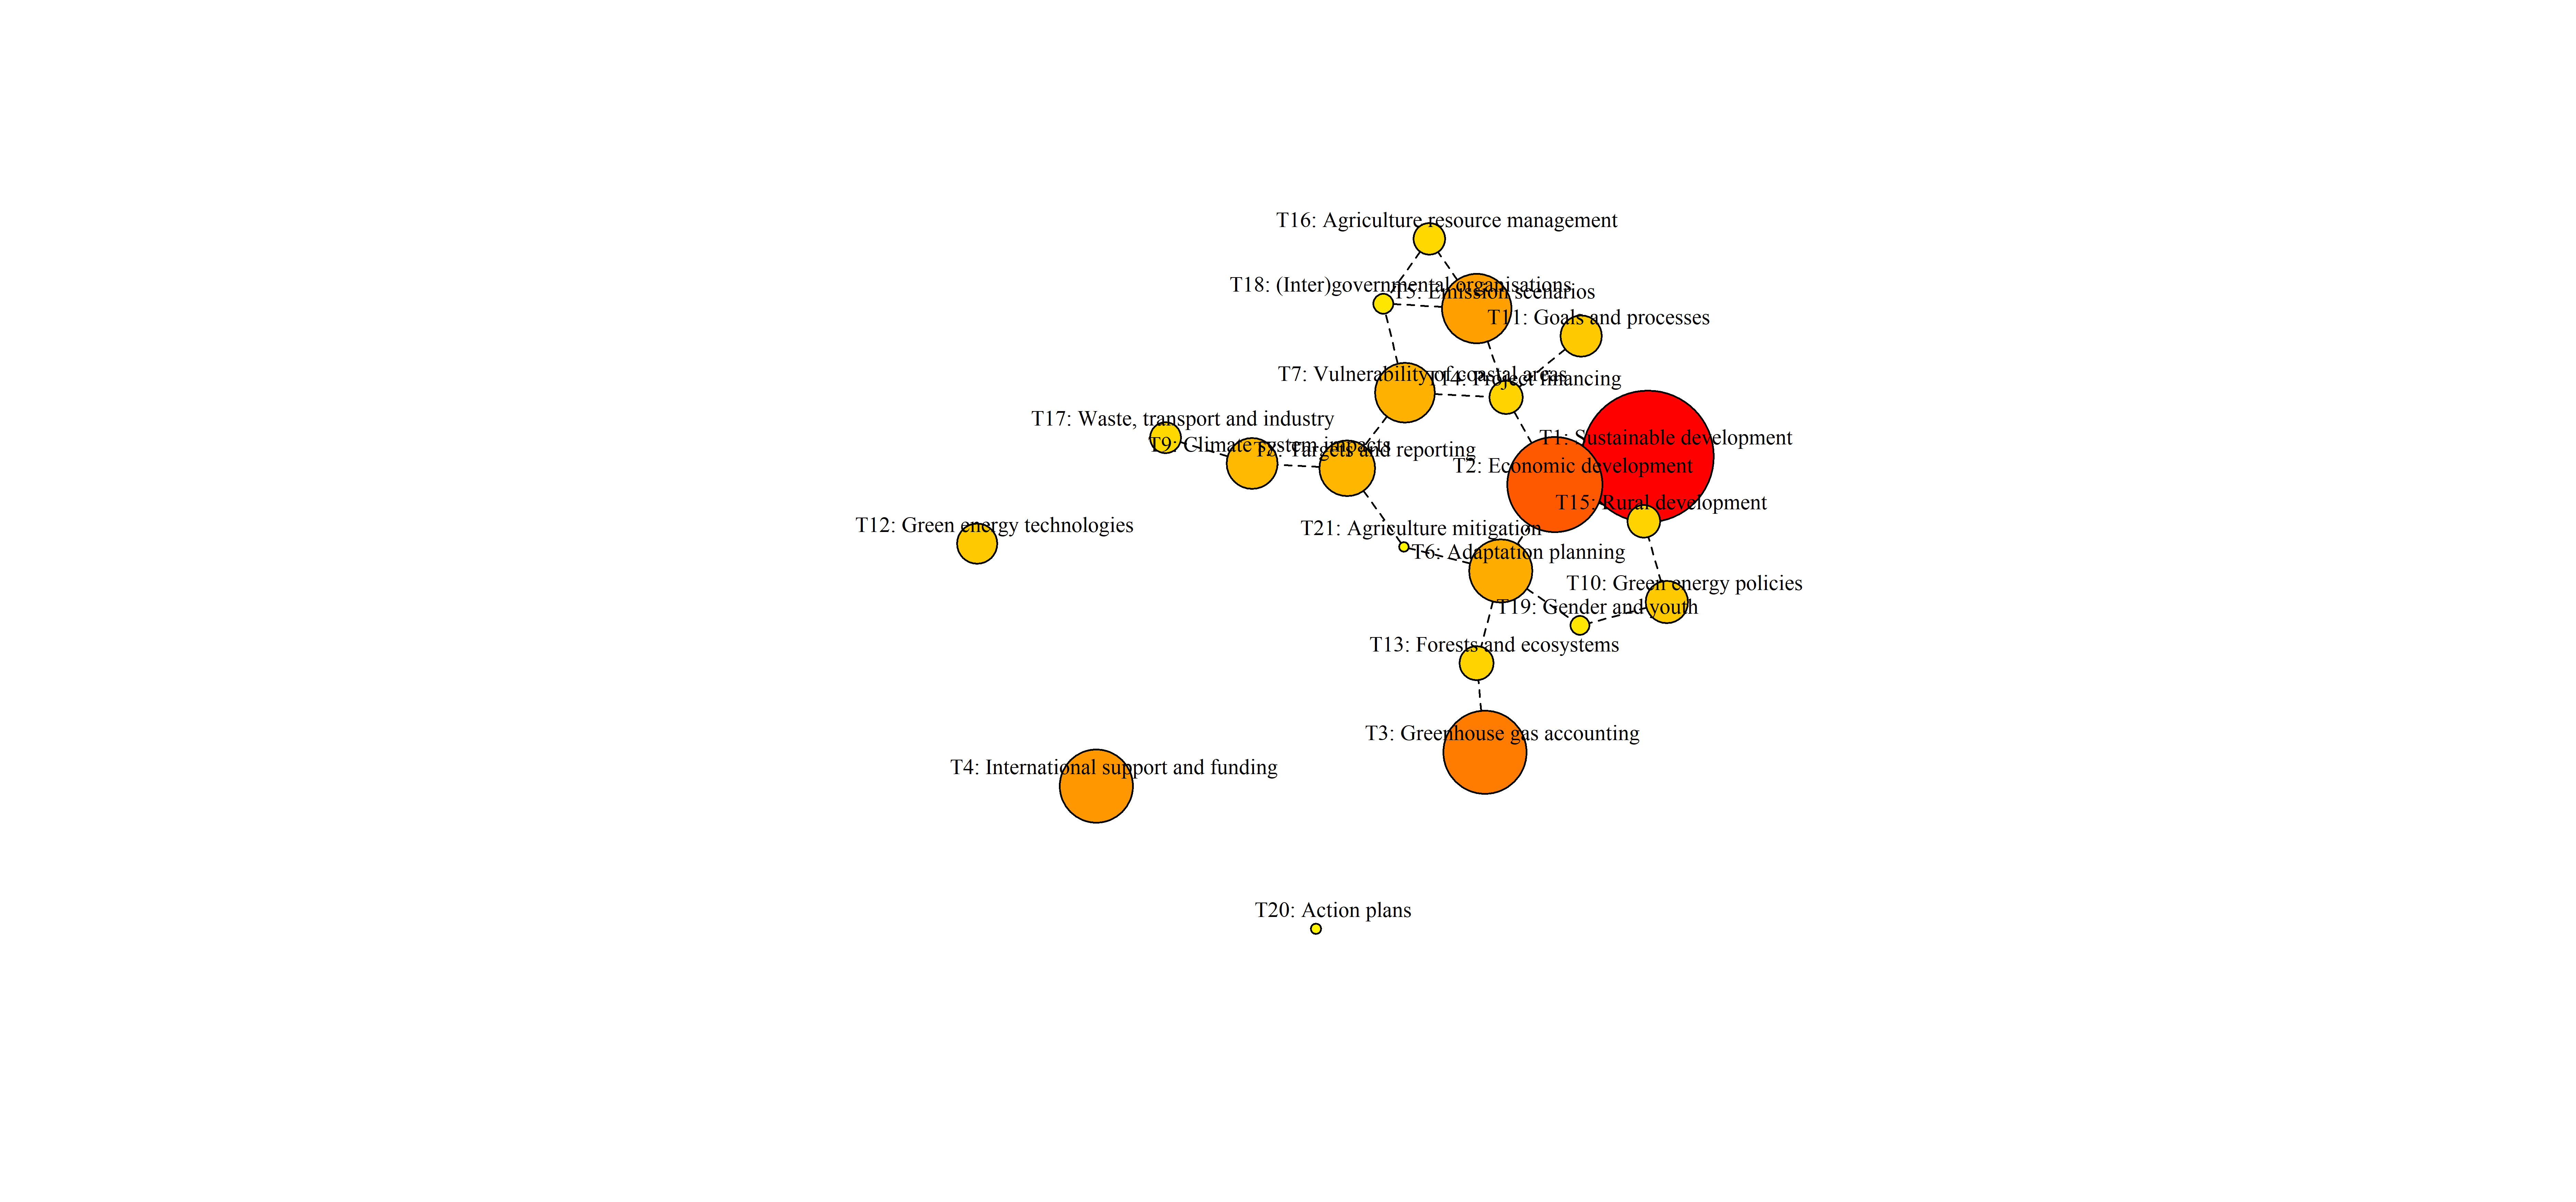 T16: Agriculture resource management
T18: (Inter)governmental organisations
T5: Emission scenarios
T11: Goals and processes
T7: Vulnerability of coastal areas
T14: Project financing
T17: Waste, transport and industry
T1: Sustainable development
T9: Climate system impacts
T8: Targets and reporting
T2: Economic development
T15: Rural development
T12: Green energy technologies
T21: Agriculture mitigation
T6: Adaptation planning
T10: Green energy policies
T19: Gender and youth
T13: Forests and ecosystems
T3: Greenhouse gas accounting
T4: International support and funding
T20: Action plans